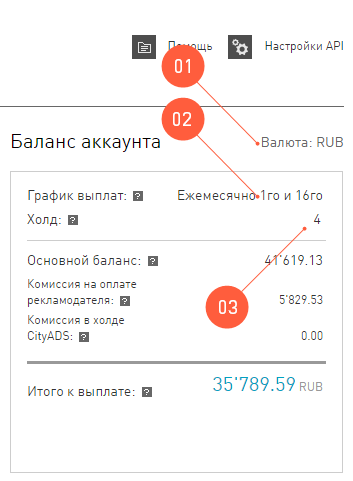 Помощь Настройки API
01
02
Баланс аккаунта Валюта: RUB
График выплат: ? Ежемесячно 1го и 16го
Холд: ? 4
Основной баланс: ? 41'619.13
Комиссия на оплате
рекламодателя: ? 5'829.53
03
Комиссия в холде
CityADS: ? 0.00
Итого к выплате: ? 35'789.59 RUB